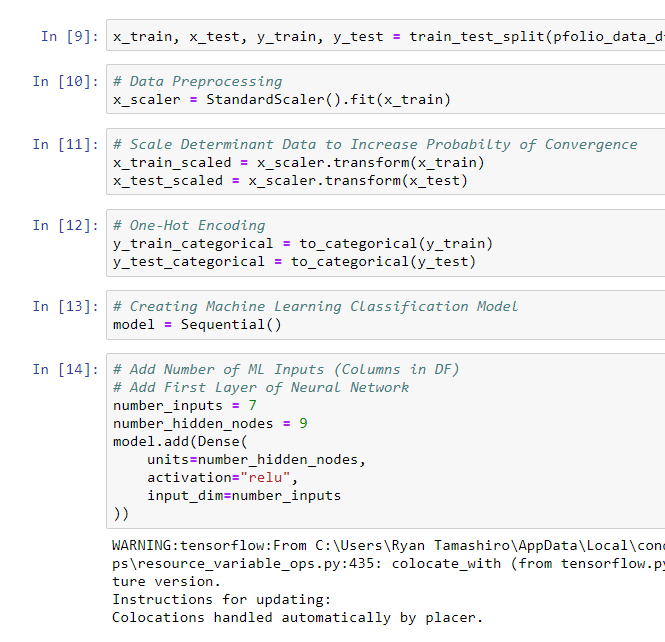 In [9]: x_train, x_test, y_train, y_test = train_test_split(pfolio_data_d
In [10]: # Data Preprocessing
x_scaler = StandardScaler().fit(x_train)
In [11]: # Scale Determinant Data to Increase Probabilty of Convergence
x_train_scaled = x_scaler.transform(x_train)
x_test_scaled = x_scaler.transform(x_test)
In [12]: # One-Hot Encoding
y_train_categorical = to_categorical(y_train)
y_test_categorical = to_categorical(y_test)
In [13]: # Creating Machine Learning Classification Model
model = Sequential()
In [14]: # Add Number of ML Inputs (Columns in DF)
# Add First Layer of Neural Network
number_inputs = 7
number_hidden_nodes = 9
model.add(Dense(
    units=number_hidden_nodes,
    activation="relu",
    input_dim=number_inputs
))
WARNING:tensorflow:From C:\Users\Ryan Tamashiro\AppData\Local\con
ps\resource_variable_ops.py:435: colocate_with (from tensorflow.py
ture version.
Instructions for updating:
Colocations handled automatically by placer.